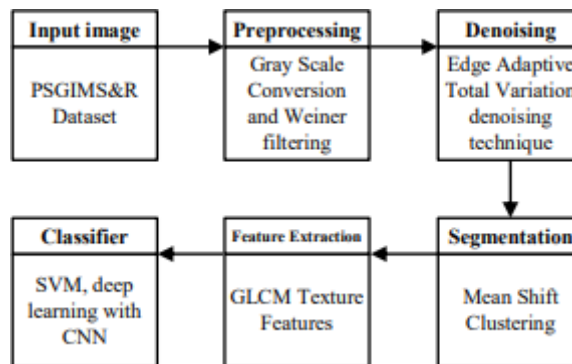 Input image
PSGIMS&R
Dataset
Preprocessing
Gray Scale
Conversion
and Weiner
filtering
Denoising
Edge Adaptive
Total Variation
denoising
technique
Segmentation
Mean Shift
Clustering
Feature Extraction
GLCM Texture
Features
Classifier
SVM, deep
learning with
CNN